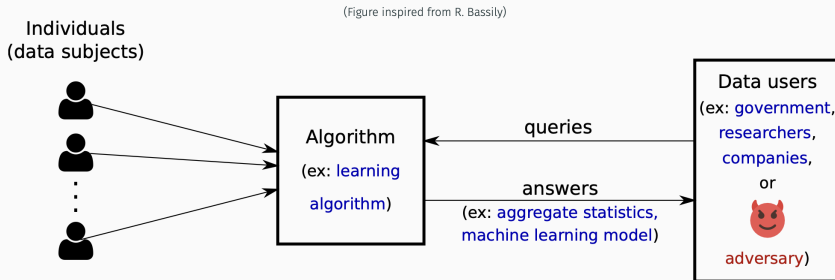 (Figure inspired from R. Bassily)
Individuals
(data subjects)
Algorithm
(ex: learning
algorithm)
queries
answers
(ex: aggregate statistics,
machine learning model)
Data users
(ex: government,
researchers,
companies,
or
adversary)